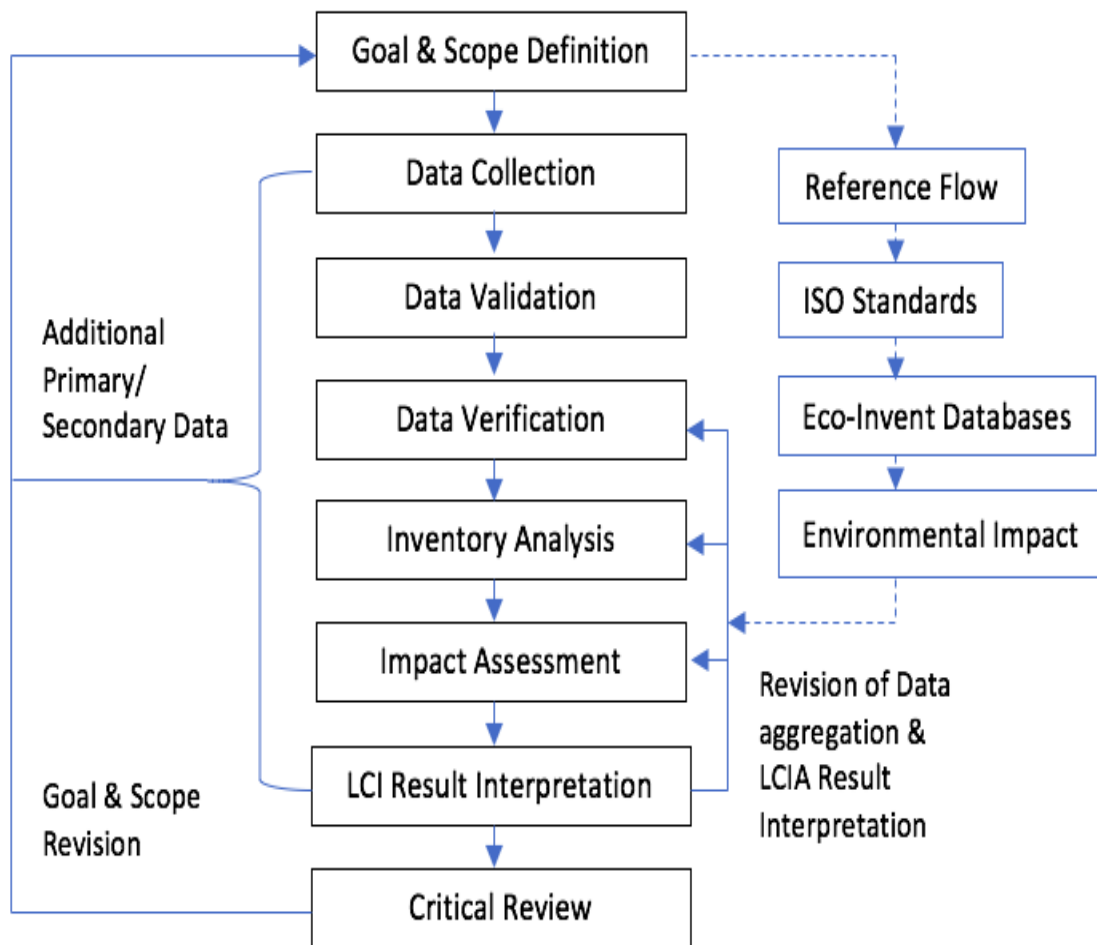 Goal & Scope Definition
Data Collection
Data Validation
Data Verification
Inventory Analysis
Impact Assessment
LCI Result Interpretation
Critical Review
Additional
Primary/
Secondary Data
Goal & Scope
Revision
Reference Flow
ISO Standards
Eco-Invent Databases
Environmental Impact
Revision of Data
aggregation &
LCIA Result
Interpretation